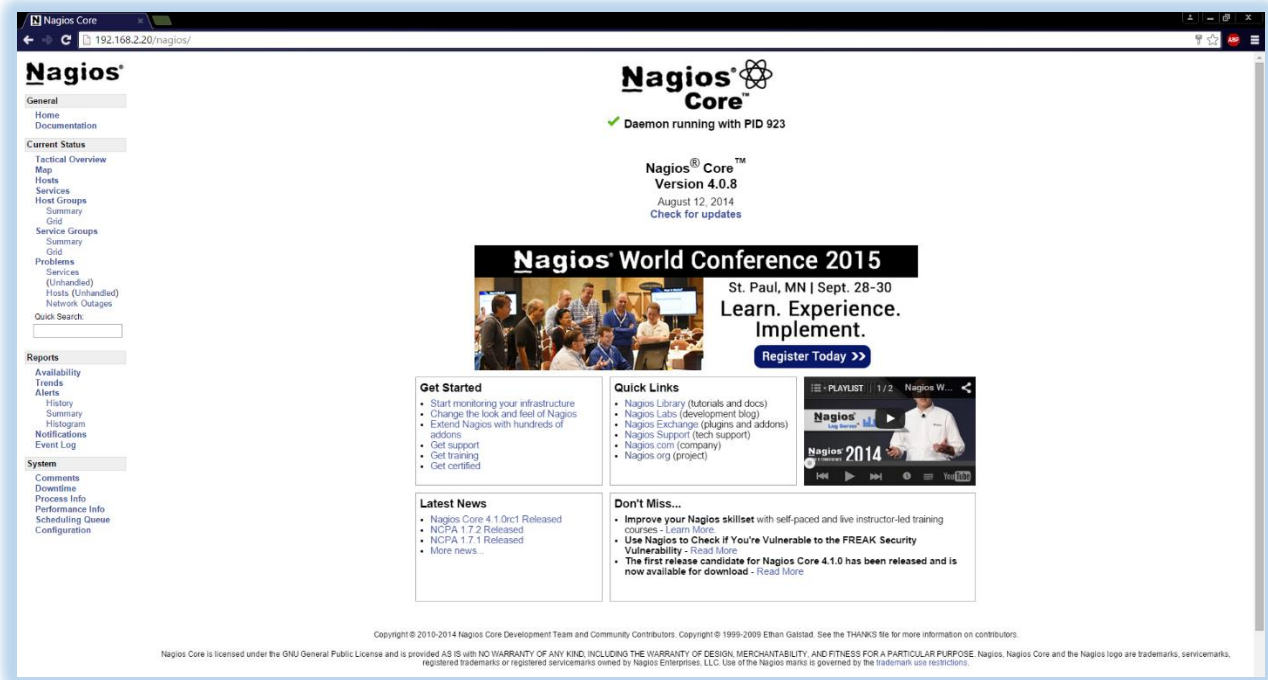 Nagios Core
192.168.2.20/nagios/
ABP
Nagios®
General
Home
Documentation
Current Status
Tactical Overview
Map
Hosts
Services
Host Groups
Summary
Grid
Service Groups
Summary
Grid
Problems
Services
(Unhandled)
Hosts (Unhandled)
Network Outages
Quick Search:
Reports
Availability
Trends
Alerts
History
Summary
Histogram
Notifications
Event Log
System
Comments
Downtime
Process Info
Performance Info
Scheduling Queue
Configuration
Nagios®
Core™
Daemon running with PID 923
Nagios® Core™
Version 4.0.8
August 12, 2014
Check for updates
Nagios® World Conference 2015
St. Paul, MN | Sept. 28-30
Learn. Experience.
Implement.
Register Today >>
Get Started
• Start monitoring your infrastructure
• Change the look and feel of Nagios
• Extend Nagios with hundreds of
addons
• Get support
• Get training
• Get certified
Quick Links
• Nagios Library (tutorials and docs)
• Nagios Labs (development blog)
• Nagios Exchange (plugins and addons)
• Nagios Support (tech support)
• Nagios.com (company)
• Nagios.org (project)
PLAYLIST 1/2 Nagios W...
Nagios®
Log Server
Nagios® 2014
YouTube
Latest News
• Nagios Core 4.1.0rc1 Released
• NCPA 1.7.2 Released
• NCPA 1.7.1 Released
• More news...
Don't Miss...
• Improve your Nagios skillset with self-paced and live instructor-led training
courses - Learn More.
• Use Nagios to Check if You're Vulnerable to the FREAK Security
Vulnerability - Read More
• The first release candidate for Nagios Core 4.1.0 has been released and is
now available for download - Read More
Copyright © 2010-2014 Nagios Core Development Team and Community Contributors. Copyright © 1999-2009 Ethan Galstad. See the THANKS file for more information on contributors.
Nagios Core is licensed under the GNU General Public License and is provided AS IS with NO WARRANTY OF ANY KIND, INCLUDING THE WARRANTY OF DESIGN, MERCHANTABILITY, AND FITNESS FOR A PARTICULAR PURPOSE. Nagios, Nagios Core and the Nagios logo are trademarks, servicemarks,
registered trademarks or registered servicemarks owned by Nagios Enterprises, LLC. Use of the Nagios marks is governed by the trademark use restrictions.